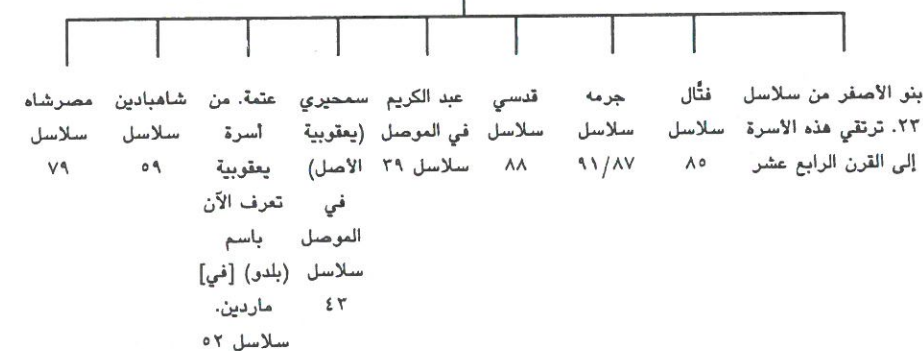 بنو الأصفر من سلاسل
٢٣. ترتقي هذه الأسرة
إلى القرن الرابع عشر
فتَّال
سلاسل
٨٥
جرمه
سلاسل
٩١/٨٧
قدسي
سلاسل
٨٨
عبد الكريم
في الموصل
سلاسل ٣٩
سمحيري
(يعقوبية
الأصل)
في
الموصل
سلاسل
٤٣
عتمة. من
أسرة
يعقوبية
تعرف الآن
باسم
(بلدو) [في]
ماردين.
سلاسل ٥٢
شاهبادين
سلاسل
٥٩
مصرشاه
سلاسل
٧٩